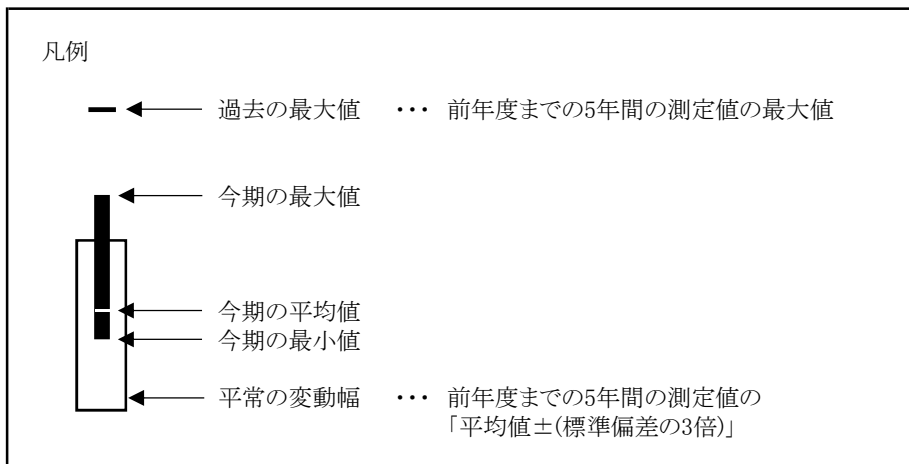 凡例
過去の最大値 ・・・ 前年度までの5年間の測定値の最大値
今期の最大値
今期の平均値
今期の最小値
平常の変動幅 ・・・ 前年度までの5年間の測定値の
「平均値±(標準偏差の3倍)」